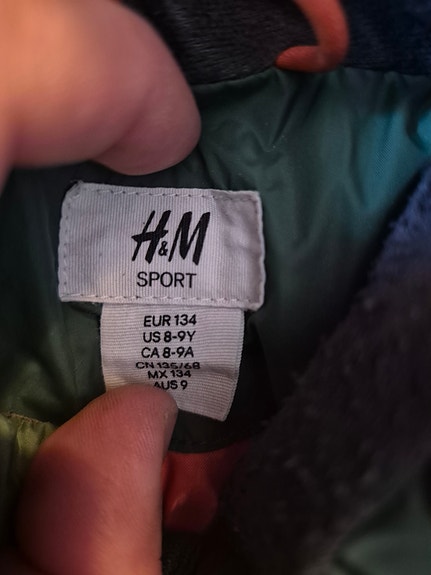 H&M
SPORT
EUR 134
US 8-9Y
CA 8-9A
CN 135/68
MX 134
AUS 9